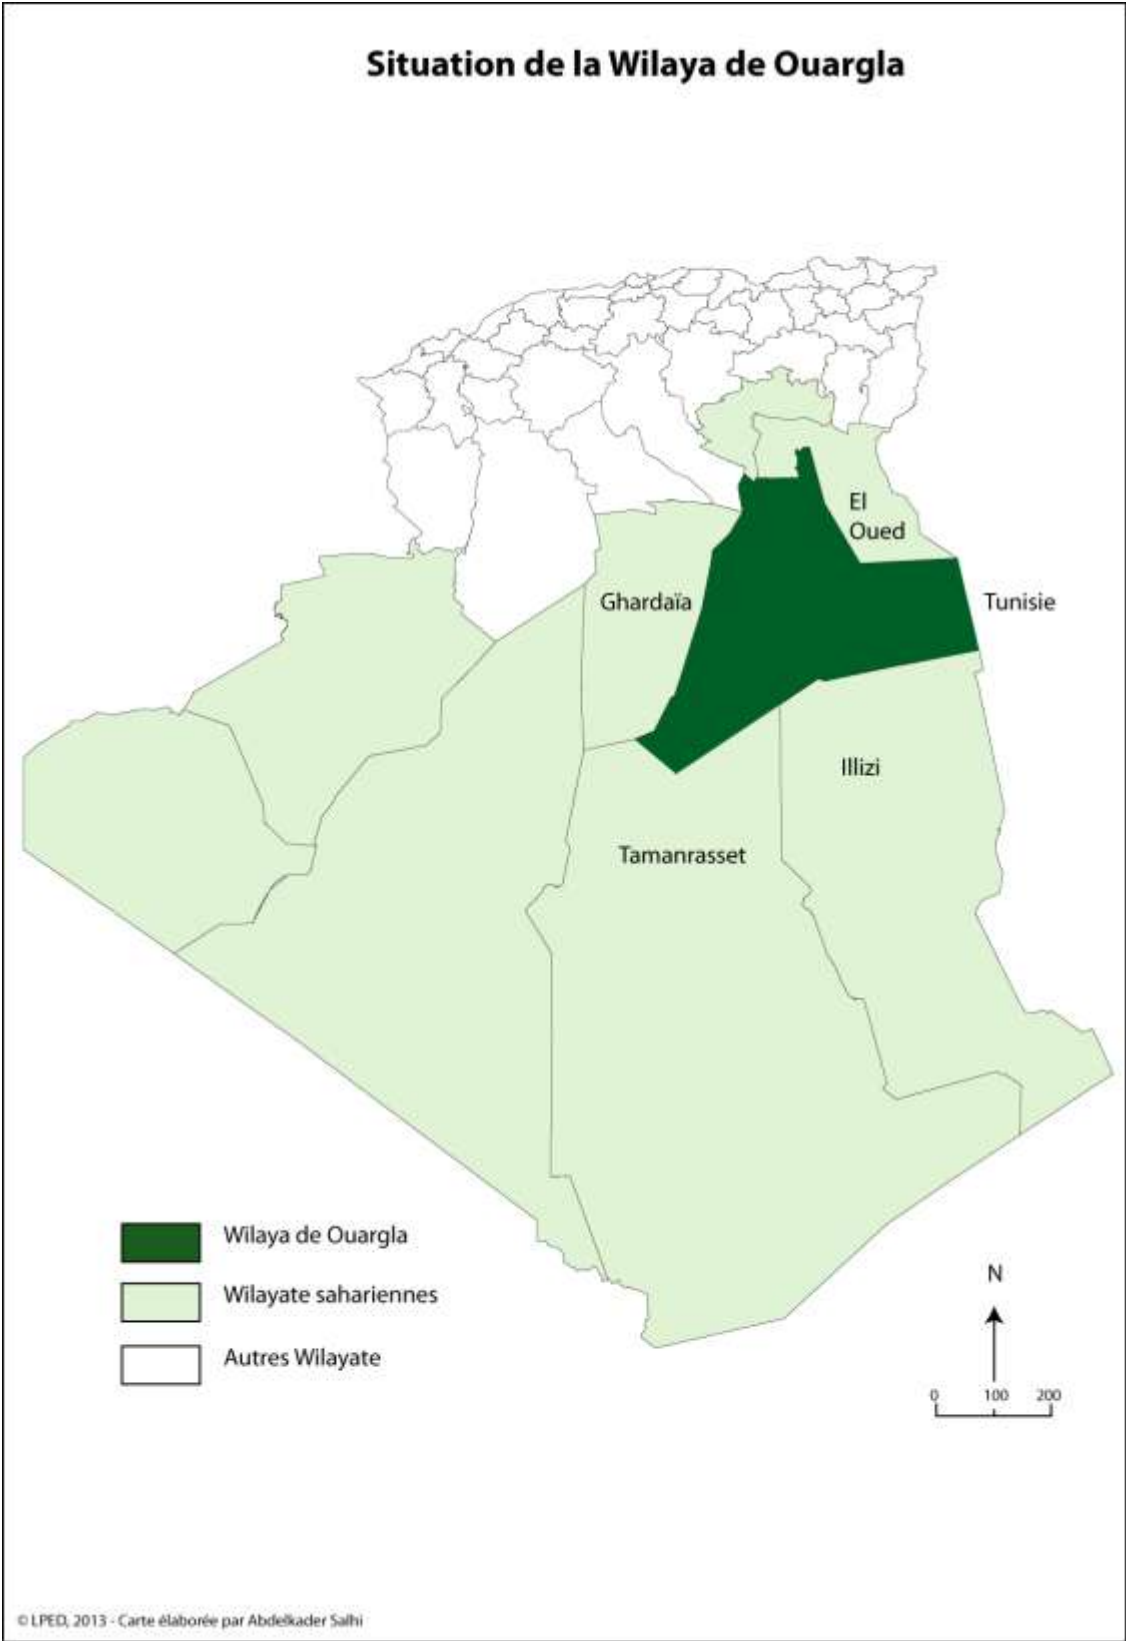 Situation de la Wilaya de Ouargla
El
Oued
Ghardaïa
Tunisie
Illizi
Tamanrasset
Wilaya de Ouargla
Wilayate sahariennes
Autres Wilayate
N
0 100 200
© LPED, 2013 - Carte élaborée par Abdelkader Salhi